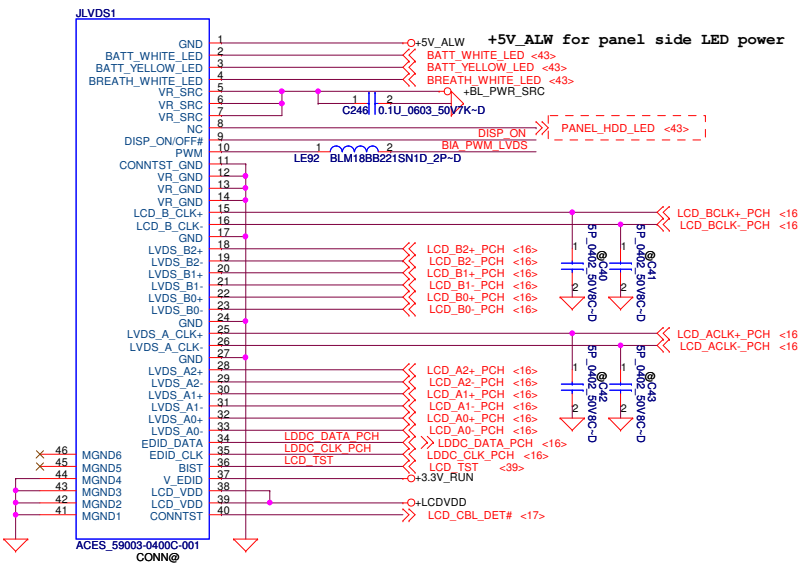 JLVDS1
+5V_ALW for panel side LED power
GND 1 +5V_ALW
BATT_WHITE_LED 2 BATT_WHITE_LED <43>
BATT_YELLOW_LED 3 BATT_YELLOW_LED <43>
BREATH_WHITE_LED 4 BREATH_WHITE_LED <43>
VR_SRC 5 +BL_PWR_SRC
VR_SRC 6 1 2
VR_SRC 7 C246 0.1U_0603_50V7K~D
NC 8 PANEL_HDD_LED <43>
DISP_ON/OFF# 9 DISP_ON
PWM 10 1 2 BIA_PWM_LVDS
LE92 BLM18BB221SN1D_2P~D
CONNTST_GND 11
VR_GND 12
VR_GND 13
VR_GND 14
LCD_B_CLK+ 15 LCD_BCLK+_PCH <16
LCD_B_CLK- 16 LCD_BCLK-_PCH <16
GND 17
LVDS_B2+ 18 LCD_B2+_PCH <16>
LVDS_B2- 19 LCD_B2-_PCH <16>
LVDS_B1+ 20 LCD_B1+_PCH <16>
LVDS_B1- 21 LCD_B1-_PCH <16>
LVDS_B0+ 22 LCD_B0+_PCH <16>
LVDS_B0- 23 LCD_B0-_PCH <16>
1 2 @C40 5P_0402_50V8C~D
1 2 @C41 5P_0402_50V8C~D
GND 24
LVDS_A_CLK+ 25 LCD_ACLK+_PCH <16
LVDS_A_CLK- 26 LCD_ACLK-_PCH <16
GND 27
LVDS_A2+ 28 LCD_A2+_PCH <16>
LVDS_A2- 29 LCD_A2-_PCH <16>
LVDS_A1+ 30 LCD_A1+_PCH <16>
LVDS_A1- 31 LCD_A1-_PCH <16>
LVDS_A0+ 32 LCD_A0+_PCH <16>
LVDS_A0- 33 LCD_A0-_PCH <16>
1 2 @C42 5P_0402_50V8C~D
1 2 @C43 5P_0402_50V8C~D
EDID_DATA 34 LDDC_DATA_PCH LDDC_DATA_PCH <16>
46 MGND6 EDID_CLK 35 LDDC_CLK_PCH LDDC_CLK_PCH <16>
45 MGND5 BIST 36 LCD_TST LCD_TST <39>
44 MGND4 V_EDID 37 +3.3V_RUN
43 MGND3 LCD_VDD 38
42 MGND2 LCD_VDD 39 +LCDVDD
41 MGND1 CONNTST 40 LCD_CBL_DET# <17>
ACES_59003-0400C-001
CONN@